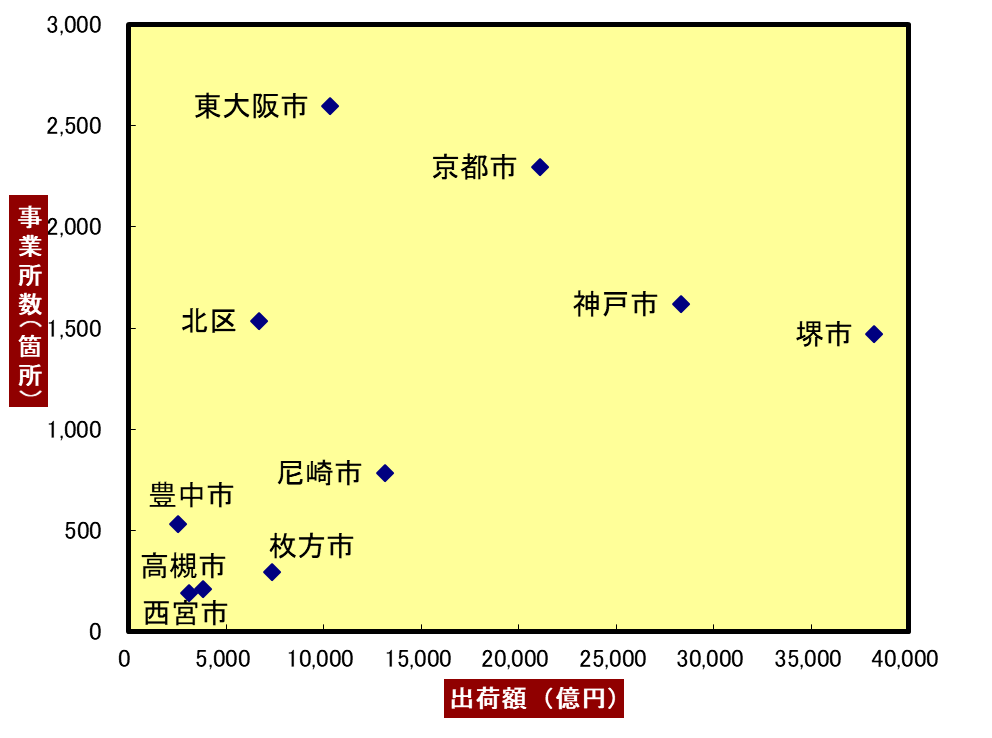 3,000
東大阪市
2,500
京都市
2,000
事業所数(箇所)
神戸市
北区
1,500
堺市
1,000
尼崎市
豊中市
500
枚方市
高槻市
西宮市
0
0 5,000 10,000 15,000 20,000 25,000 30,000 35,000 40,000
出荷額（億円）